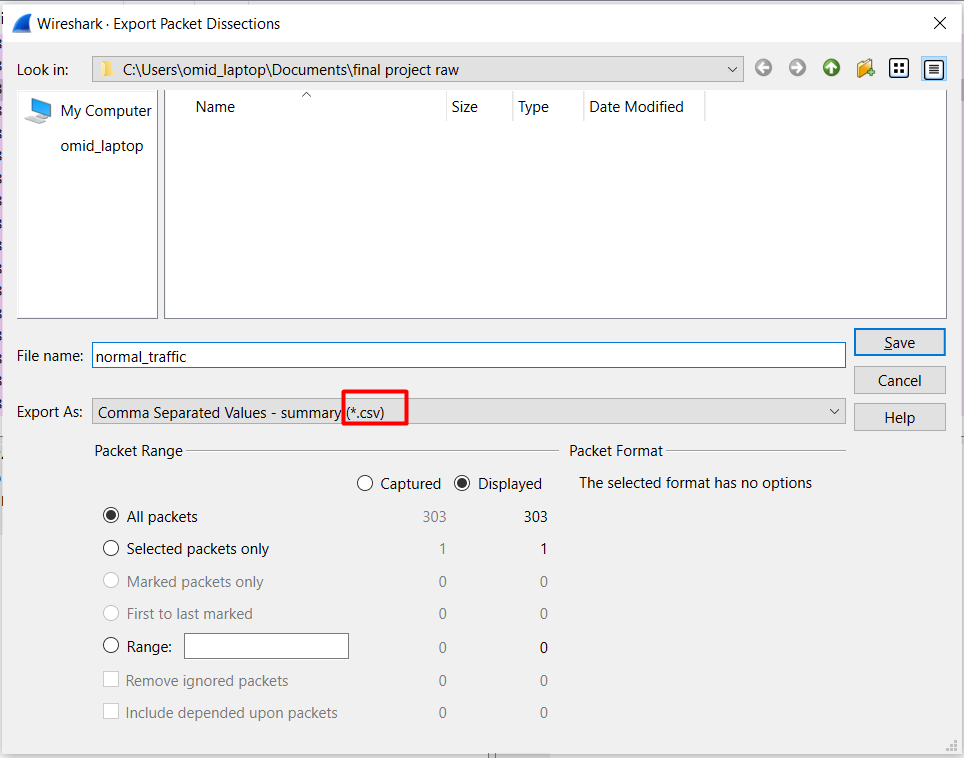 Wireshark · Export Packet Dissections
Look in: C:\Users\omid_laptop\Documents\final project raw
My Computer
omid_laptop
Name Size Type Date Modified
File name: normal_traffic Save
Cancel
Export As: Comma Separated Values - summary (*.csv) Help
Packet Range Packet Format
Captured Displayed The selected format has no options
All packets 303 303
Selected packets only 1 1
Marked packets only 0 0
First to last marked 0 0
Range: 0 0
Remove ignored packets 0 0
Include depended upon packets 0 0